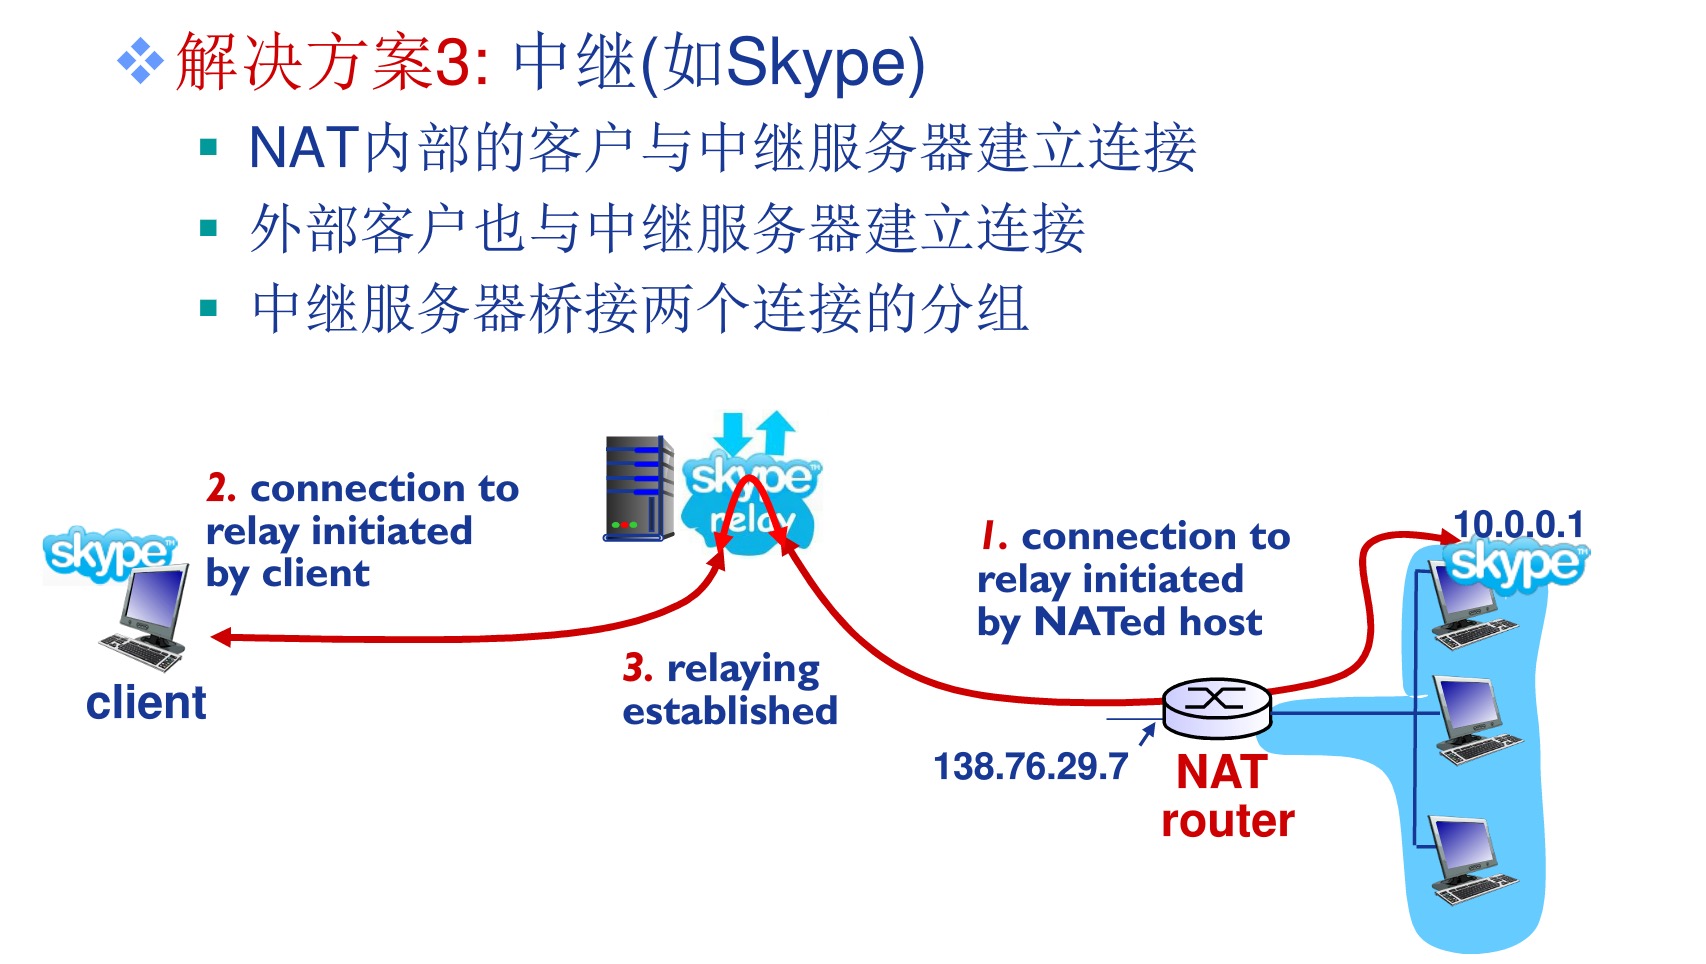 解决方案3: 中继(如Skype)
NAT内部的客户与中继服务器建立连接
外部客户也与中继服务器建立连接
中继服务器桥接两个连接的分组
skype™
relay
2. connection to
relay initiated
by client
skype™
client
3. relaying
established
1. connection to
relay initiated
by NATed host
10.0.0.1
skype™
138.76.29.7
NAT
router